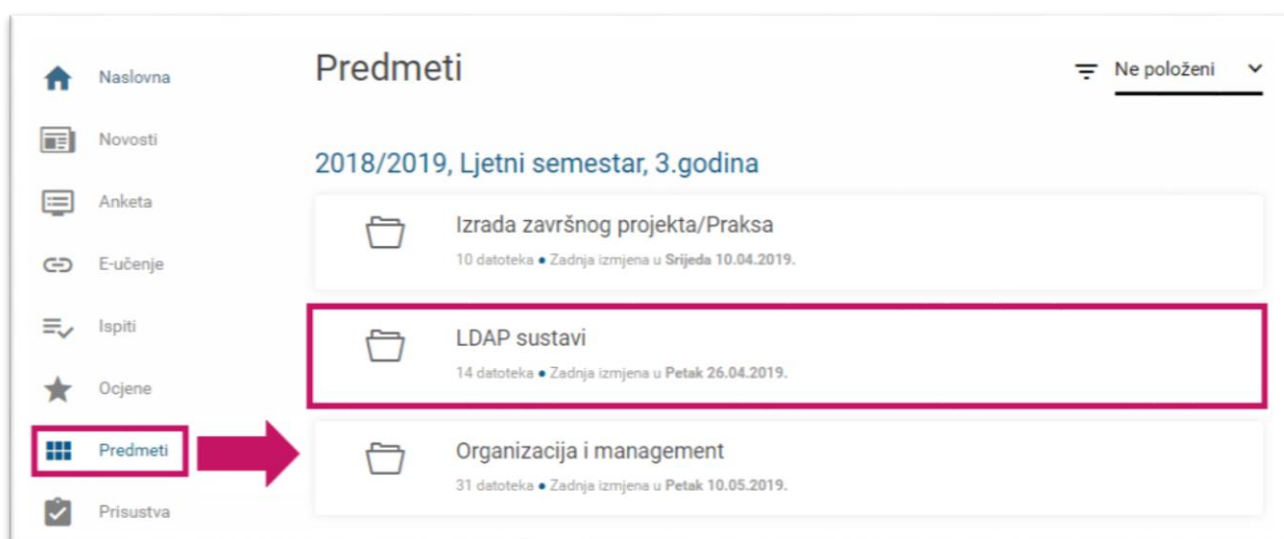 Naslovna
Novosti
Anketa
E-učenje
Ispiti
Ocjene
Predmeti
Prisustva
Predmeti
Ne položeni
2018/2019, Ljetni semestar, 3.godina
Izrada završnog projekta/Praksa
10 datoteka • Zadnja izmjena u Srijeda 10.04.2019.
LDAP sustavi
14 datoteka • Zadnja izmjena u Petak 26.04.2019.
Organizacija i management
31 datoteka • Zadnja izmjena u Petak 10.05.2019.